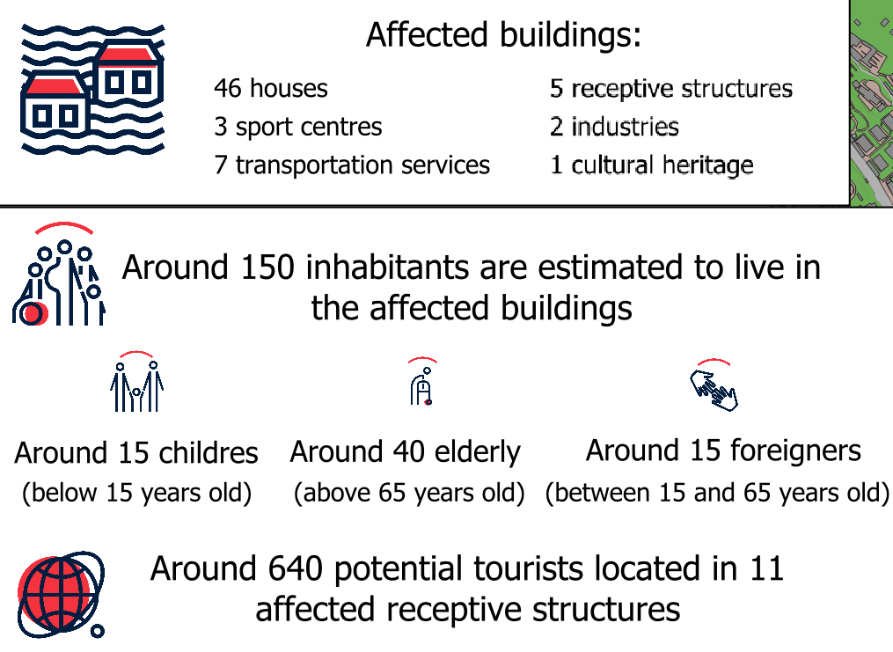 Affected buildings:
46 houses
3 sport centres
7 transportation services
5 receptive structures
2 industries
1 cultural heritage
Around 150 inhabitants are estimated to live in
the affected buildings
Around 15 childres
(below 15 years old)
Around 40 elderly
(above 65 years old)
Around 15 foreigners
(between 15 and 65 years old)
Around 640 potential tourists located in 11
affected receptive structures